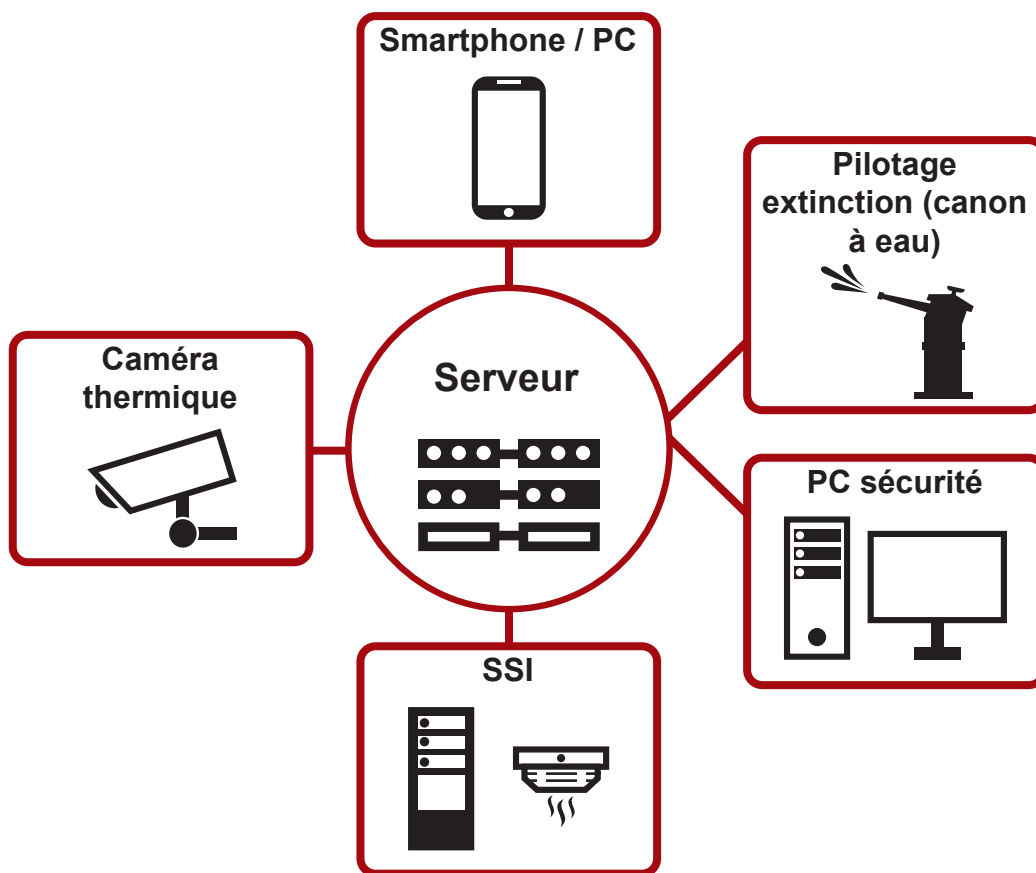 Smartphone / PC
Pilotage
extinction (canon
à eau)
Caméra
thermique
Serveur
PC sécurité
SSI